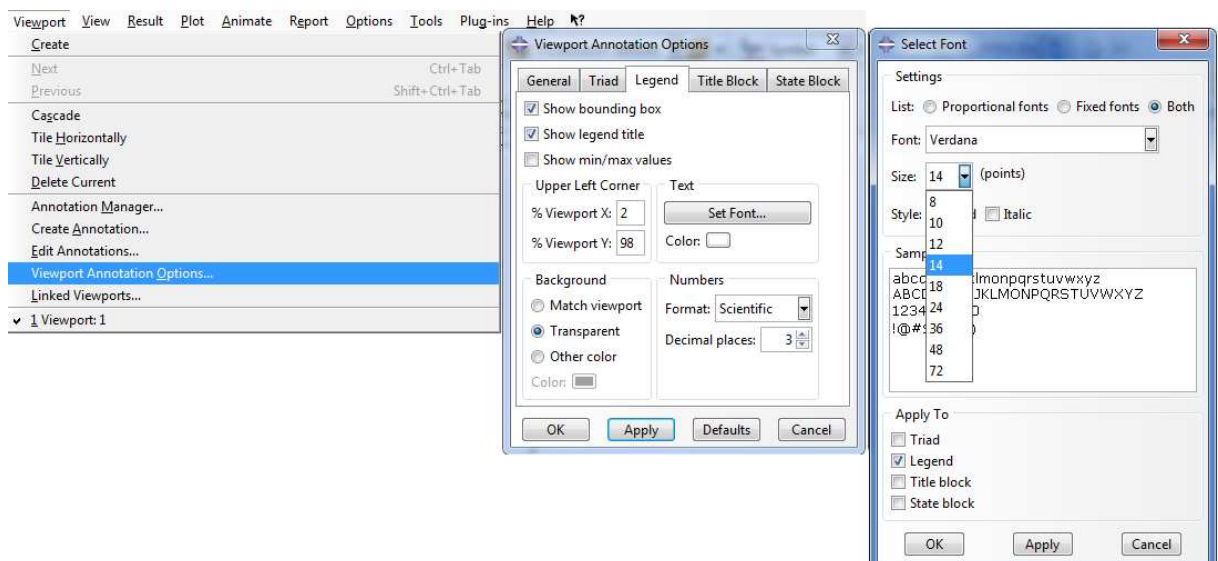 Viewport View Result Plot Animate Report Options Tools Plug-ins Help ?
Create
Next Ctrl+Tab
Previous Shift+Ctrl+Tab
Cascade
Tile Horizontally
Tile Vertically
Delete Current
Annotation Manager...
Create Annotation...
Edit Annotations...
Viewport Annotation Options...
Linked Viewports...
1 Viewport: 1
Viewport Annotation Options
General Triad Legend Title Block State Block
Show bounding box
Show legend title
Show min/max values
Upper Left Corner
% Viewport X: 2
% Viewport Y: 98
Text
Set Font...
Color:
Background
Match viewport
Transparent
Other color
Color:
Numbers
Format: Scientific
Decimal places: 3
OK Apply Defaults Cancel
Select Font
Settings
List: Proportional fonts Fixed fonts Both
Font: Verdana
Size: 14 (points)
Style: Italic
8
10
12
14
18
24
36
48
72
abcd lmonpqrstuvwxyz
ABCD JKLMONPQRSTUVWXYZ
1234
!@#
Apply To
Triad
Legend
Title block
State block
OK Apply Cancel